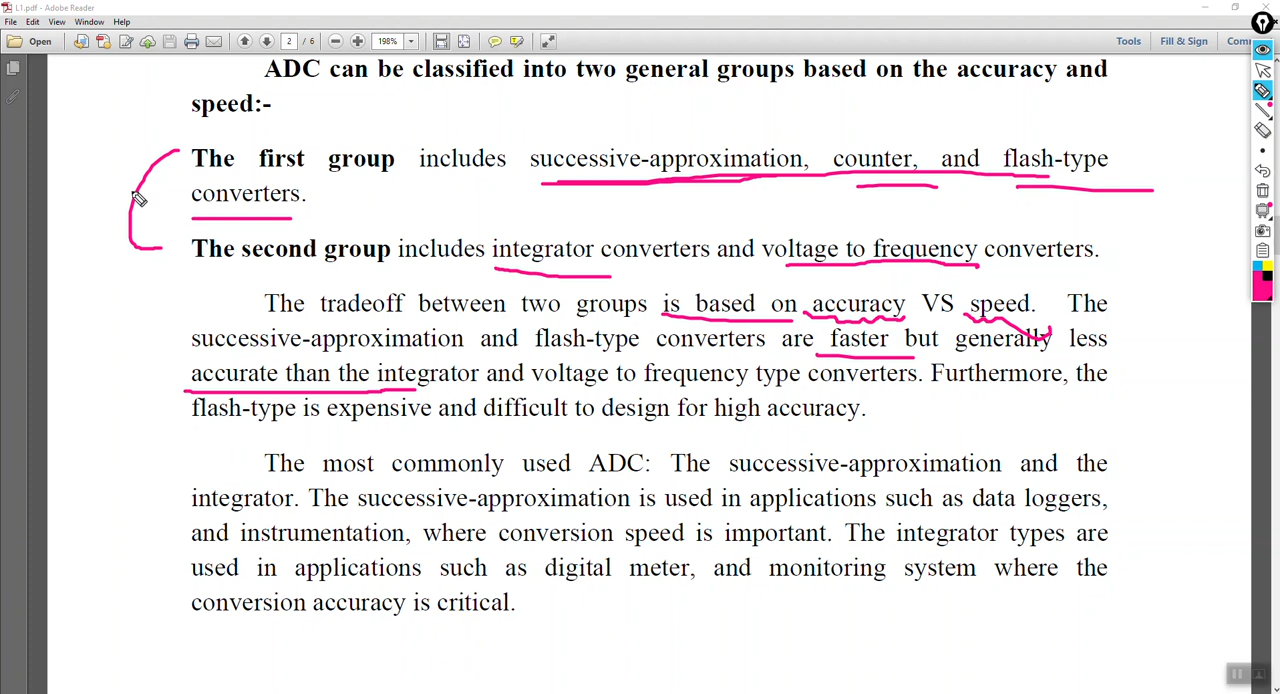 L1.pdf - Adobe Reader
File Edit View Window Help
Open 2 / 6 198% Tools Fill & Sign
ADC can be classified into two general groups based on the accuracy and
speed:-
The first group includes successive-approximation, counter, and flash-type
converters.
The second group includes integrator converters and voltage to frequency converters.
The tradeoff between two groups is based on accuracy VS speed. The
successive-approximation and flash-type converters are faster but generally less
accurate than the integrator and voltage to frequency type converters. Furthermore, the
flash-type is expensive and difficult to design for high accuracy.
The most commonly used ADC: The successive-approximation and the
integrator. The successive-approximation is used in applications such as data loggers,
and instrumentation, where conversion speed is important. The integrator types are
used in applications such as digital meter, and monitoring system where the
conversion accuracy is critical.